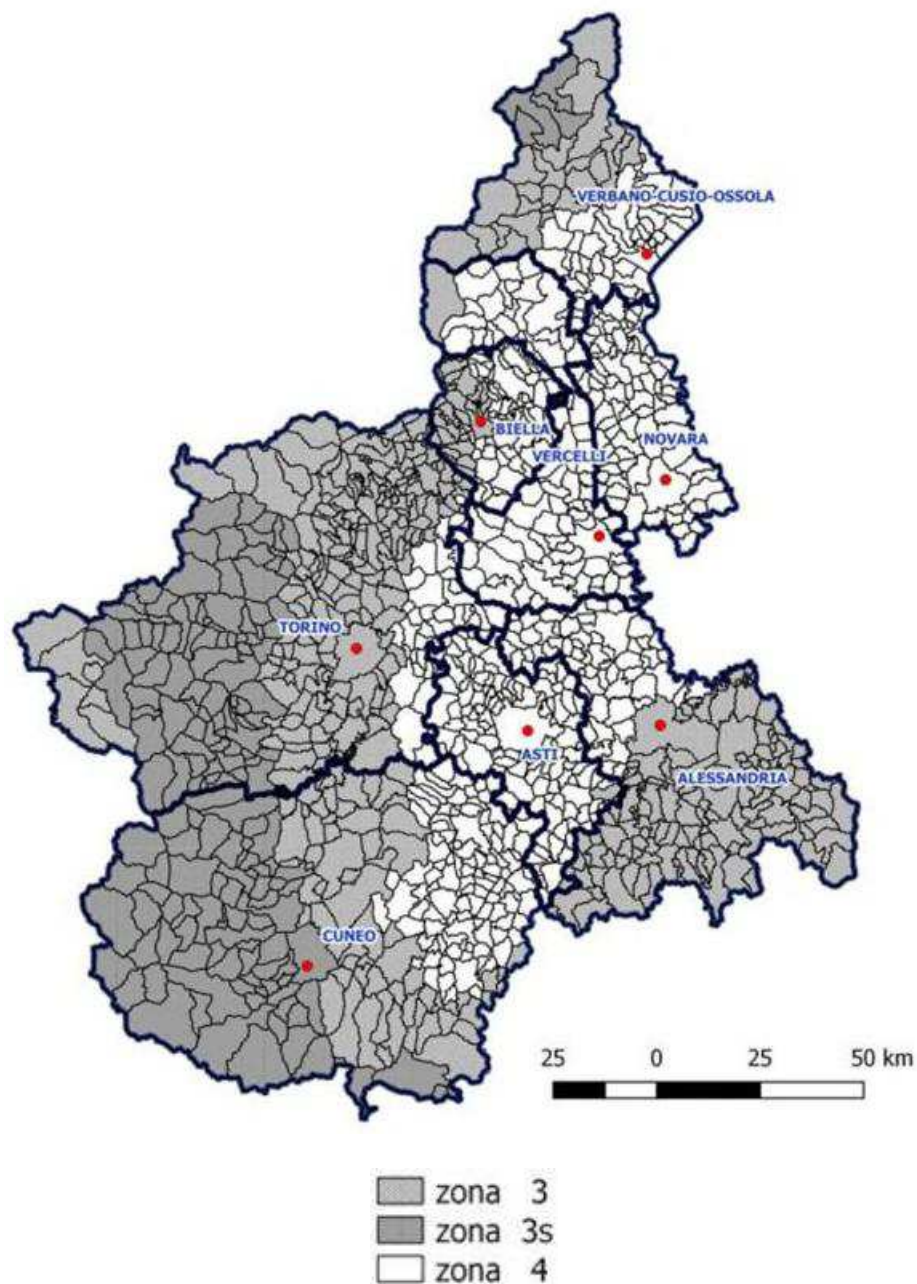 VERBANO-CUSIO-OSSOLA
BIELLA
NOVARA
VERCELLI
TORINO
ASTI
ALESSANDRIA
CUNEO
25 0 25 50 km
zona 3
zona 3s
zona 4